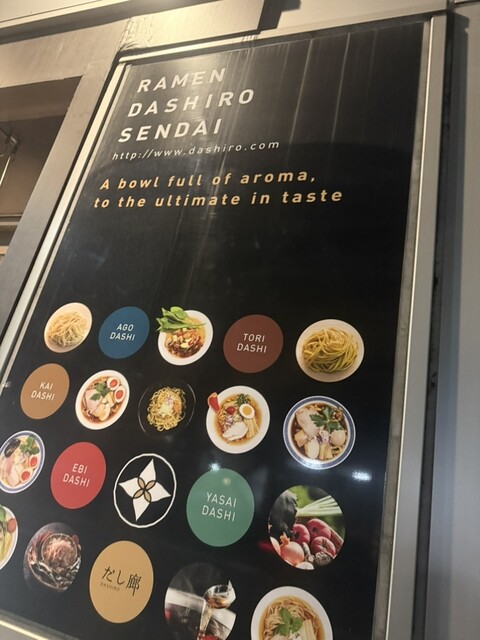 RAMEN
DASHIRO
SENDAI
http://www.dashiro.com
A bowl full of aroma,
to the ultimate in taste
AGO
DASHI
TORI
DASHI
KAI
DASHI
EBI
DASHI
YASAI
DASHI
だし廊
DASHIRO